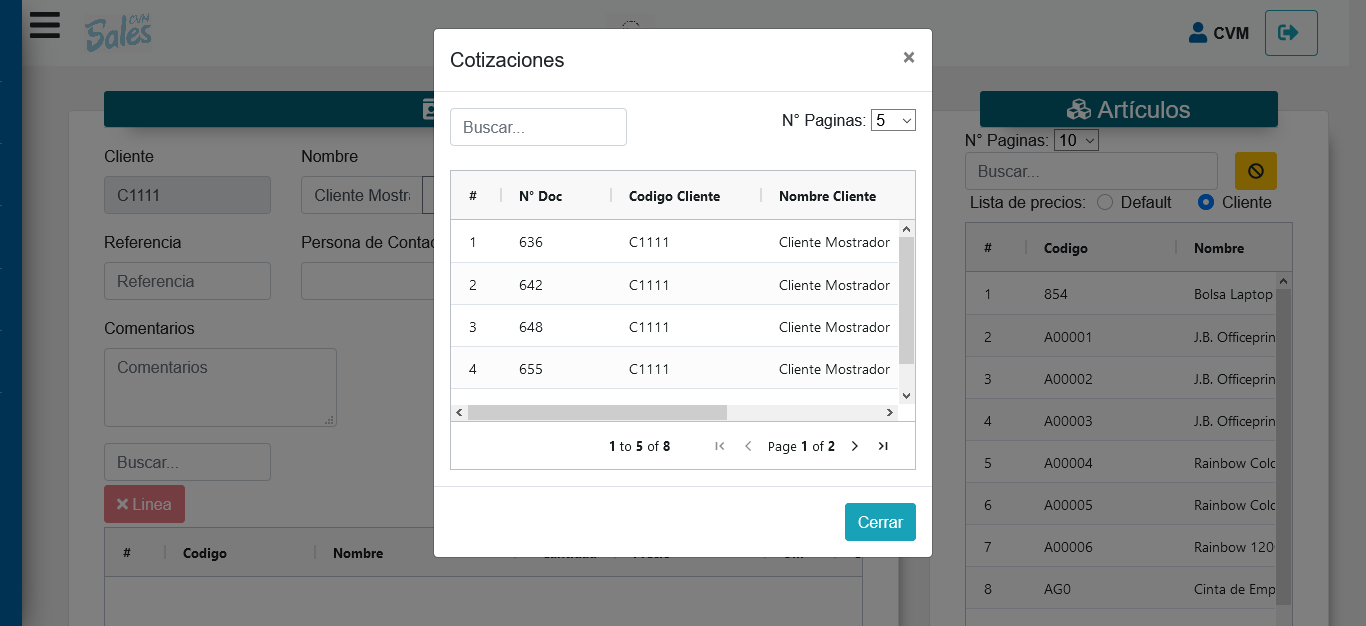 CVM
Sales
CVM
Cotizaciones
×
Buscar...
N° Paginas: 5
# N° Doc Codigo Cliente Nombre Cliente
1 636 C1111 Cliente Mostrador
2 642 C1111 Cliente Mostrador
3 648 C1111 Cliente Mostrador
4 655 C1111 Cliente Mostrador
1 to 5 of 8 Page 1 of 2
Cerrar
Cliente
C1111
Nombre
Cliente Mostr
Referencia
Referencia
Persona de Conta
Comentarios
Comentarios
Buscar...
Linea
# Codigo Nombre
Artículos
N° Paginas: 10
Buscar...
Lista de precios: Default Cliente
# Codigo Nombre
1 854 Bolsa Laptop
2 A00001 J.B. Officeprin
3 A00002 J.B. Officeprin
4 A00003 J.B. Officeprin
5 A00004 Rainbow Colo
6 A00005 Rainbow Colo
7 A00006 Rainbow 120
8 AG0 Cinta de Emp